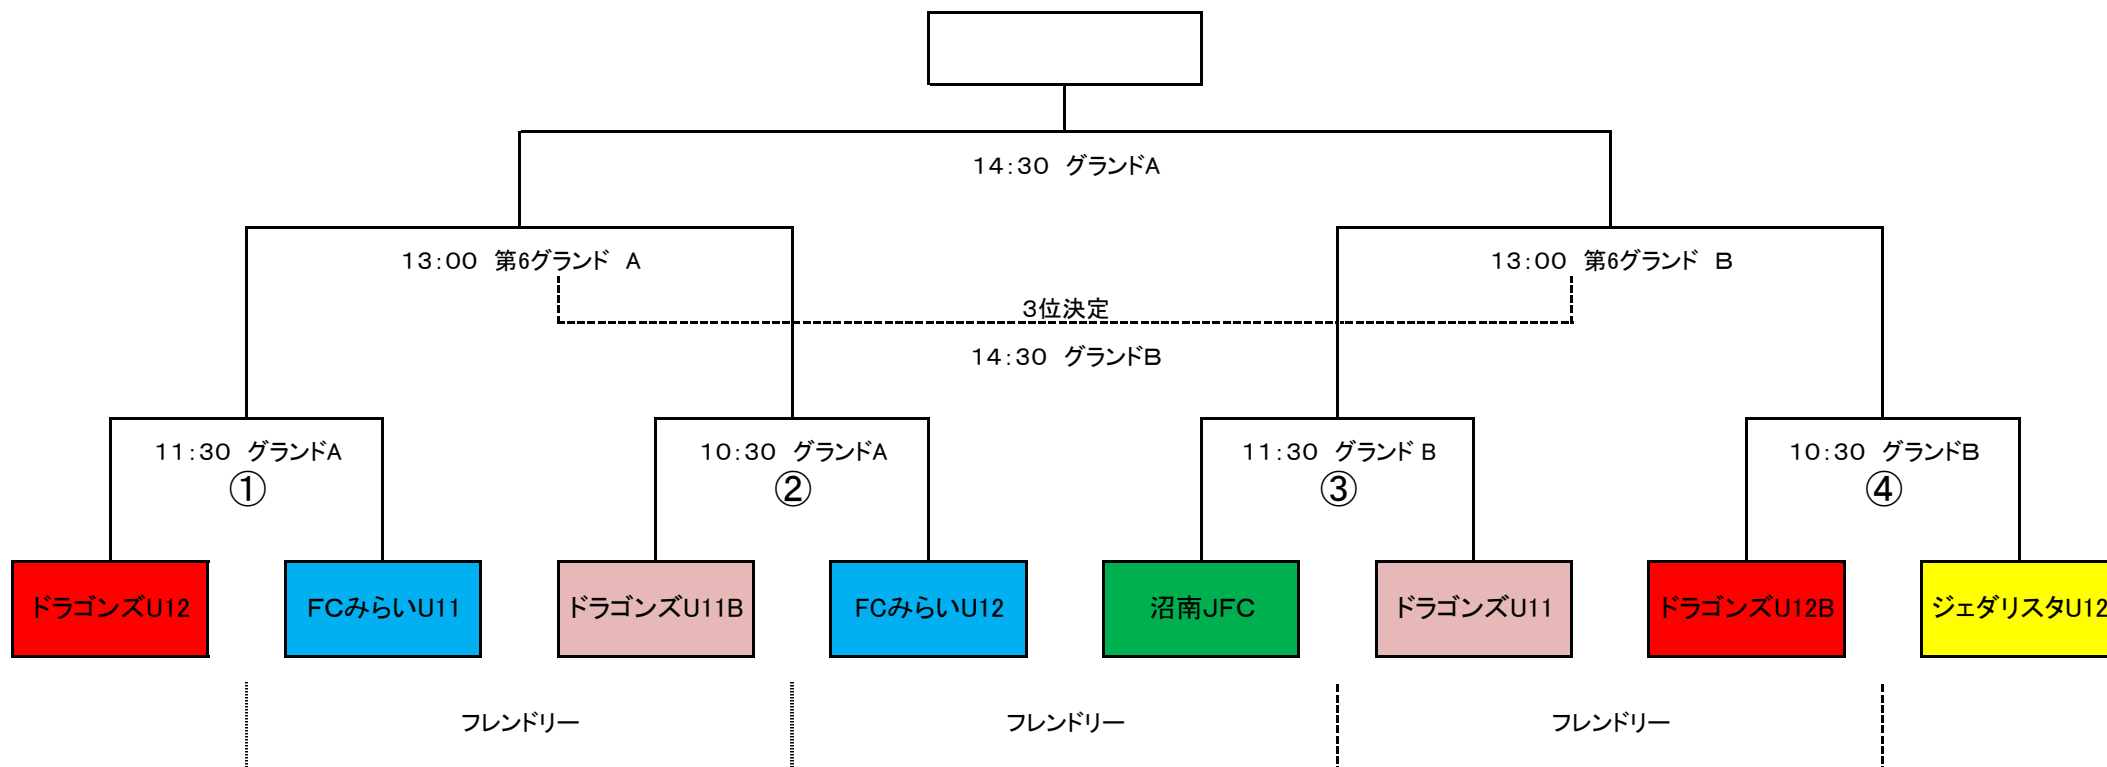 14:30 グランドA
13:00 第6グランド A
13:00 第6グランド B
3位決定
14:30 グランドB
11:30 グランドA
10:30 グランドA
11:30 グランド B
10:30 グランドB
①
②
③
④
ドラゴンズU12
FCみらいU11
ドラゴンズU11B
FCみらいU12
沼南JFC
ドラゴンズU11
ドラゴンズU12B
ジェダリスタU12
フレンドリー
フレンドリー
フレンドリー